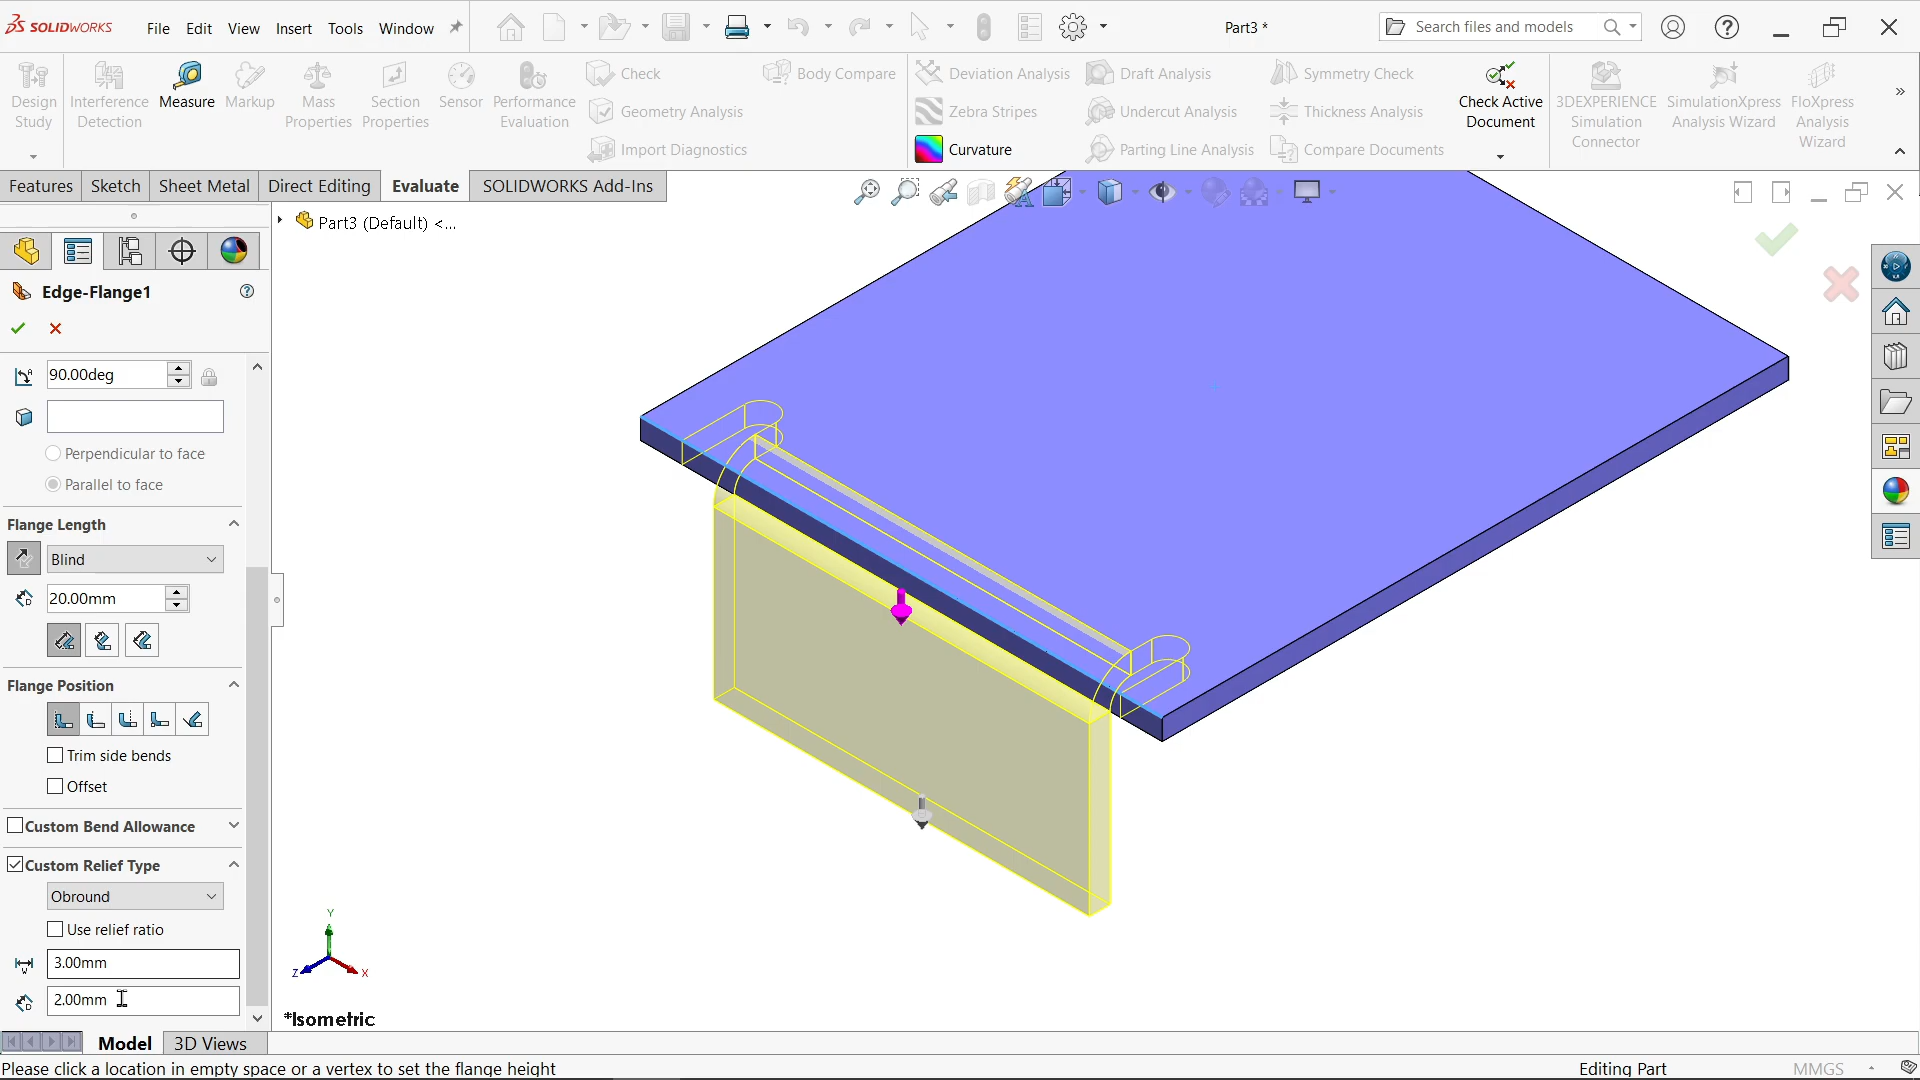 SOLIDWORKS File Edit View Insert Tools Window
Part3 *
Search files and models
Design Study
Interference Detection
Measure
Markup
Mass Properties
Section Properties
Sensor
Performance Evaluation
Check
Geometry Analysis
Import Diagnostics
Body Compare
Deviation Analysis
Zebra Stripes
Curvature
Draft Analysis
Undercut Analysis
Parting Line Analysis
Symmetry Check
Thickness Analysis
Compare Documents
Check Active Document
3DEXPERIENCE Simulation Connector
SimulationXpress Analysis Wizard
FloXpress Analysis Wizard
Features Sketch Sheet Metal Direct Editing Evaluate SOLIDWORKS Add-Ins
Part3 (Default) <...
Edge-Flange1
90.00deg
Perpendicular to face
Parallel to face
Flange Length
Blind
20.00mm
Flange Position
Trim side bends
Offset
Custom Bend Allowance
Custom Relief Type
Obround
Use relief ratio
3.00mm
2.00mm
Y
Z
X
*Isometric
Model 3D Views
Please click a location in empty space or a vertex to set the flange height
Editing Part
MMGS